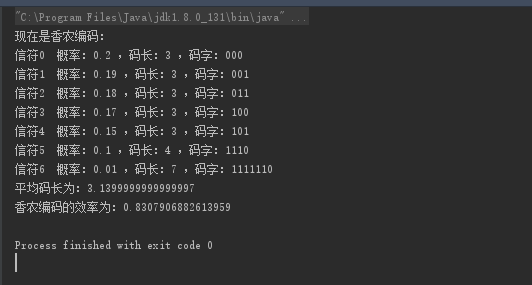 "C:\Program Files\Java\jdk1.8.0_131\bin\java" ...
现在是香农编码:
信符0 概率: 0.2 ，码长: 3 ，码字: 000
信符1 概率: 0.19 ，码长: 3 ，码字: 001
信符2 概率: 0.18 ，码长: 3 ，码字: 011
信符3 概率: 0.17 ，码长: 3 ，码字: 100
信符4 概率: 0.15 ，码长: 3 ，码字: 101
信符5 概率: 0.1 ，码长: 4 ，码字: 1110
信符6 概率: 0.01 ，码长: 7 ，码字: 1111110
平均码长为: 3.1399999999999997
香农编码的效率为: 0.8307906882613959
Process finished with exit code 0